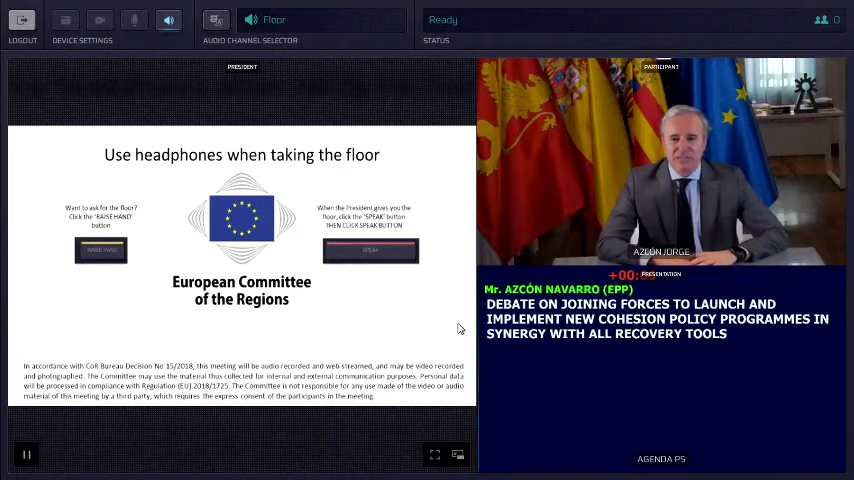 LOGOUT
DEVICE SETTINGS
Floor
AUDIO CHANNEL SELECTOR
Ready
0
STATUS
PRESIDENT
Use headphones when taking the floor
Want to ask for the floor?
Click the 'RAISE HAND'
button
RAISE HAND
When the President gives you the
floor, click the 'SPEAK' button
THEN CLICK SPEAK BUTTON
SPEAK
European Committee
of the Regions
In accordance with CoR Bureau Decision No 15/2018, this meeting will be audio-recorded and web-streamed, and may be video recorded
and photographed. The Committee may use the material thus collected for internal and external communication purposes. Personal data
will be processed in compliance with Regulation (EU) 2018/1725. The Committee is not responsible for any use made of the video or audio
material of this meeting by a third party, which requires the express consent of the participants in the meeting.
PARTICIPANT
AZCÓN JORGE
PRESENTATION
Mr. AZCÓN NAVARRO (EPP)
DEBATE ON JOINING FORCES TO LAUNCH AND
IMPLEMENT NEW COHESION POLICY PROGRAMMES IN
SYNERGY WITH ALL RECOVERY TOOLS
AGENDA PS